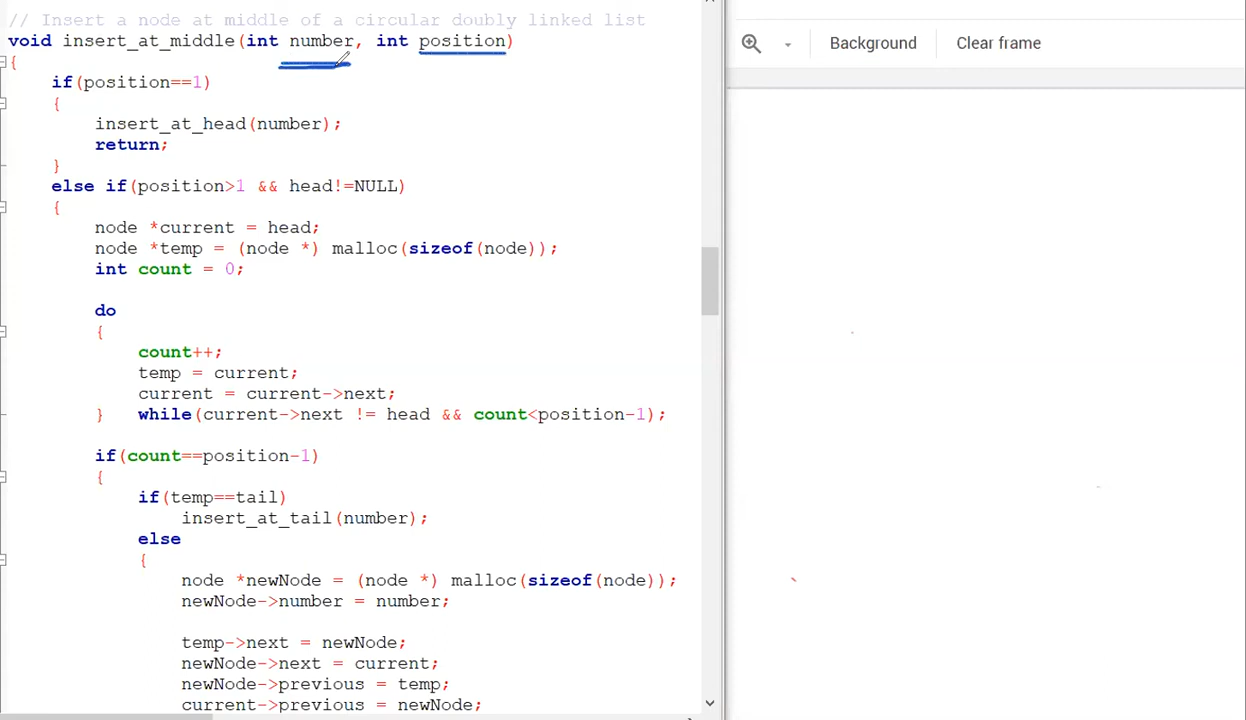 // Insert a node at middle of a circular doubly linked list
void insert_at_middle(int number, int position)
{
if(position==1)
{
insert_at_head(number);
return;
}
else if(position>1 && head!=NULL)
{
node *current = head;
node *temp = (node *) malloc(sizeof(node));
int count = 0;
do
{
count++;
temp = current;
current = current->next;
} while(current->next != head && count<position-1);
if(count==position-1)
{
if(temp==tail)
insert_at_tail(number);
else
{
node *newNode = (node *) malloc(sizeof(node));
newNode->number = number;
temp->next = newNode;
newNode->next = current;
newNode->previous = temp;
current->previous = newNode;
Background
Clear frame